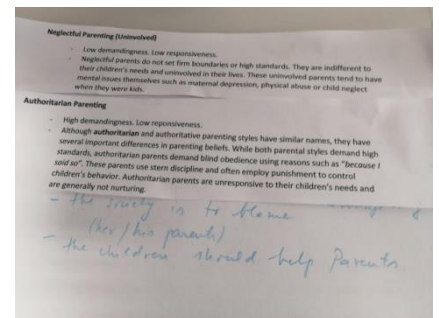 Neglectful Parenting (Uninvolved)
- Low demandingness. Low responsiveness.
- Neglectful parents do not set firm boundaries or high standards. They are indifferent to
their children's needs and uninvolved in their lives. These uninvolved parents tend to have
mental issues themselves such as maternal depression, physical abuse or child neglect
when they were kids.
Authoritarian Parenting
- High demandingness. Low reponsiveness.
- Although authoritarian and authoritative parenting styles have similar names, they have
several important differences in parenting beliefs. While both parental styles demand high
standards, authoritarian parents demand blind obedience using reasons such as "because I
said so". These parents use stern discipline and often employ punishment to control
children's behavior. Authoritarian parents are unresponsive to their children's needs and
are generally not nurturing.
- the society is to blame
(her/his parents)
- the children should help Parents